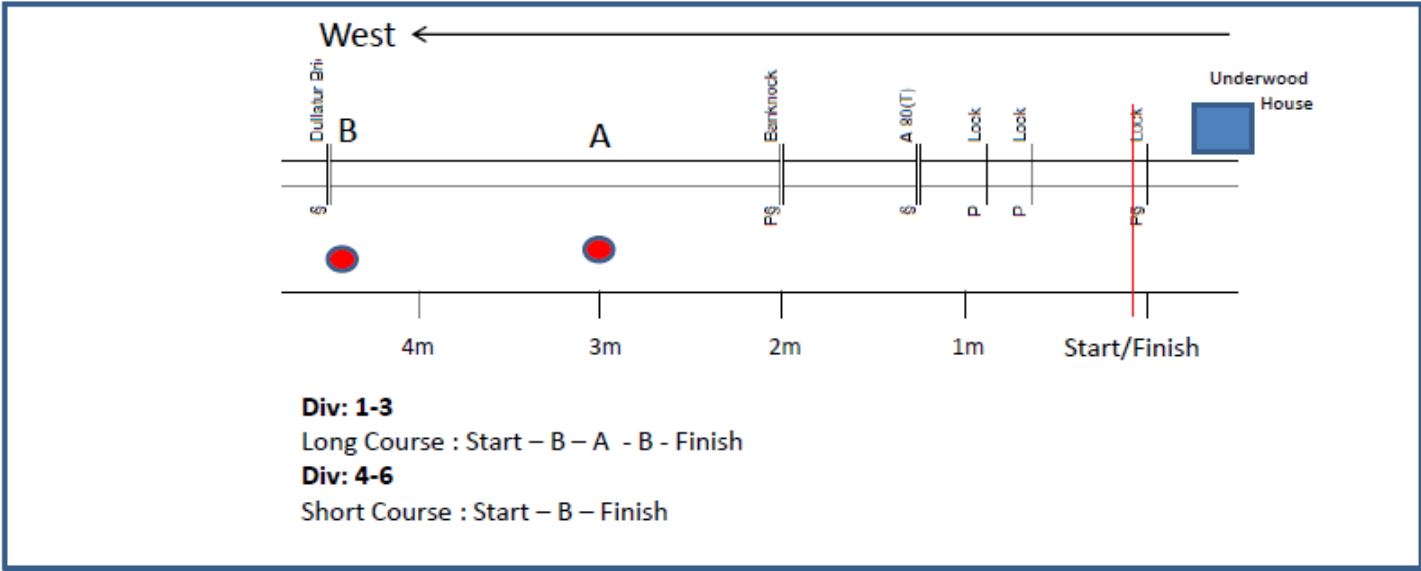 West
Underwood
House
Dullatur Bri
B
A
Banknock
A 80(T)
Lock
Lock
Lock
S
PS
S
P
P
PS
4m
3m
2m
1m
Start/Finish
Div: 1-3
Long Course : Start – B – A - B - Finish
Div: 4-6
Short Course : Start – B – Finish